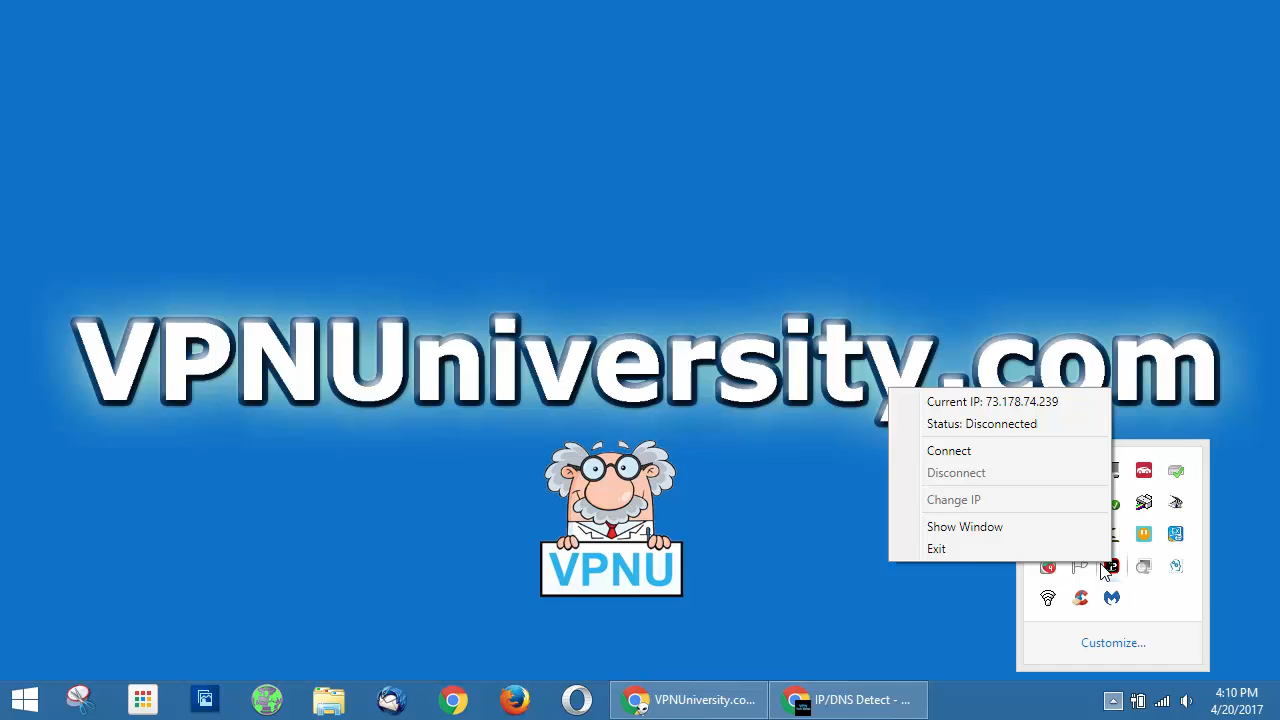 VPNUniversity.com
VPNU
Current IP: 73.178.74.239
Status: Disconnected
Connect
Disconnect
Change IP
Show Window
Exit
Customize...
VPNUniversity.co...
IP/DNS Detect - ...
4:10 PM
4/20/2017